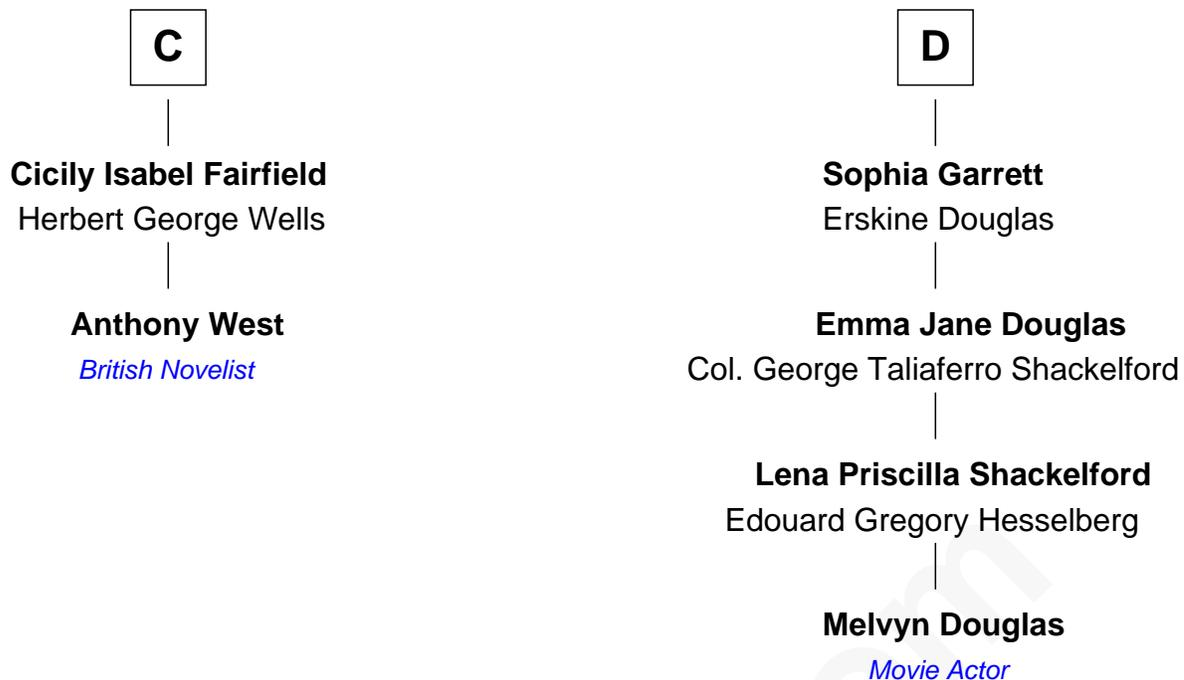 C
Cicily Isabel Fairfield
Herbert George Wells
Anthony West
British Novelist
D
Sophia Garrett
Erskine Douglas
Emma Jane Douglas
Col. George Taliaferro Shackelford
Lena Priscilla Shackelford
Edouard Gregory Hesselberg
Melvyn Douglas
Movie Actor